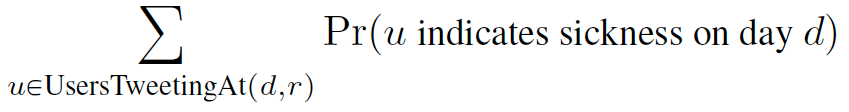 ∑ Pr(u indicates sickness on day d)
u∈UsersTweetingAt(d,r)